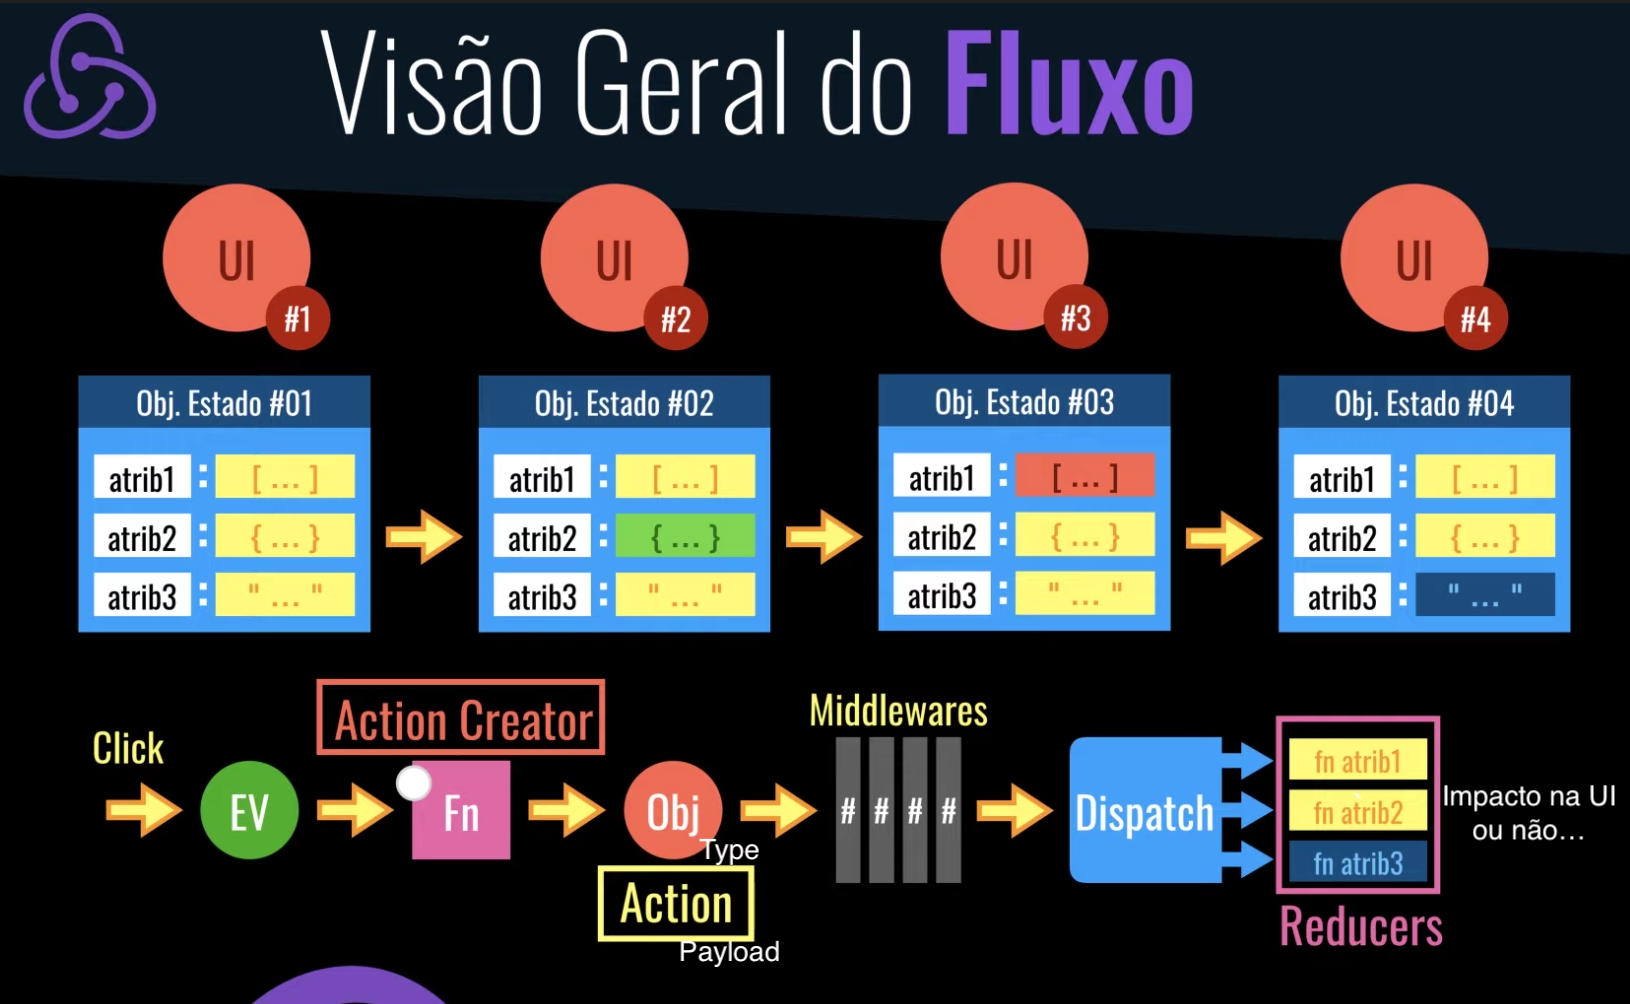 Visão Geral do Fluxo
UI
#1
UI
#2
UI
#3
UI
#4
Obj. Estado #01
atrib1 : [ ... ]
atrib2 : { ... }
atrib3 : " ... "
Obj. Estado #02
atrib1 : [ ... ]
atrib2 : { ... }
atrib3 : " ... "
Obj. Estado #03
atrib1 : [ ... ]
atrib2 : { ... }
atrib3 : " ... "
Obj. Estado #04
atrib1 : [ ... ]
atrib2 : { ... }
atrib3 : " ... "
Click
EV
Action Creator
Fn
Obj
Type
Action
Payload
Middlewares
# # # #
Dispatch
fn atrib1
fn atrib2
fn atrib3
Reducers
Impacto na UI
ou não...